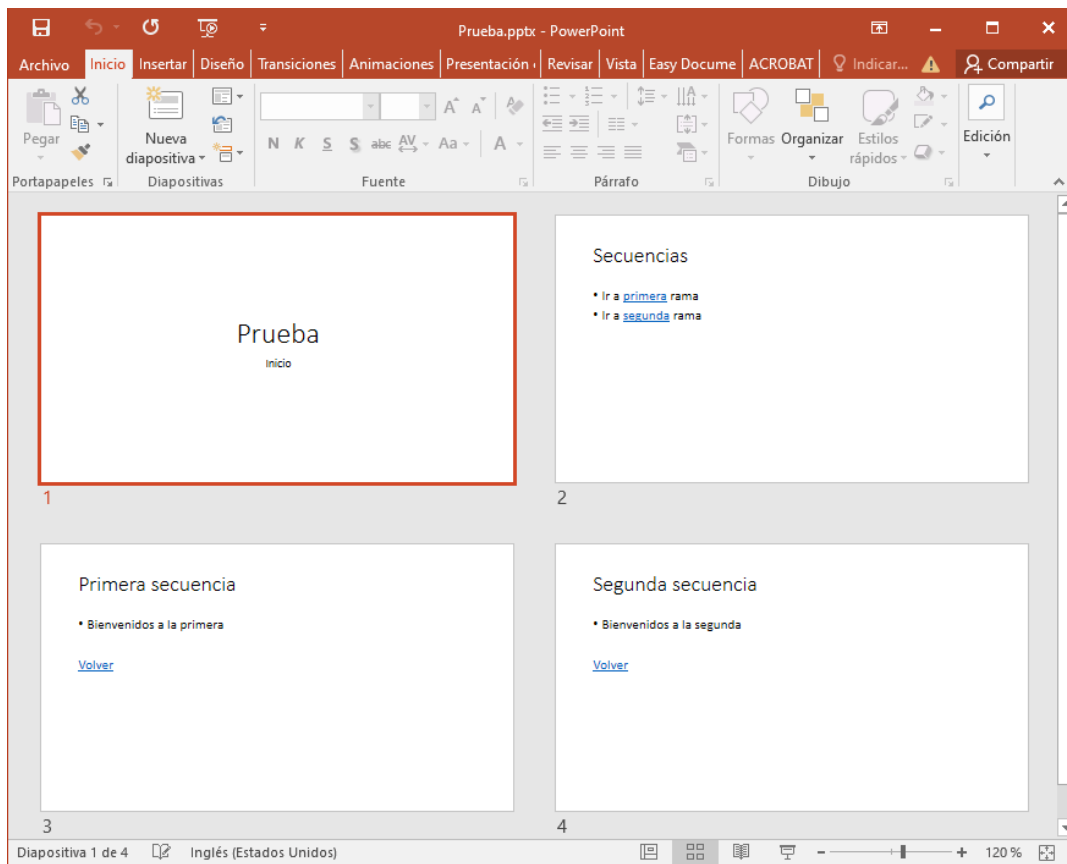 Prueba.pptx - PowerPoint
Archivo Inicio Insertar Diseño Transiciones Animaciones Presentación Revisar Vista Easy Docume ACROBAT Indicar... Compartir
Pegar
Nueva diapositiva
N K S S abc AV Aa A
A A
Formas Organizar Estilos rápidos
Edición
Portapapeles Diapositivas Fuente Párrafo Dibujo
Prueba
Inicio
1
Secuencias
• Ir a primera rama
• Ir a segunda rama
2
Primera secuencia
• Bienvenidos a la primera
Volver
3
Segunda secuencia
• Bienvenidos a la segunda
Volver
4
Diapositiva 1 de 4 Inglés (Estados Unidos) 120 %